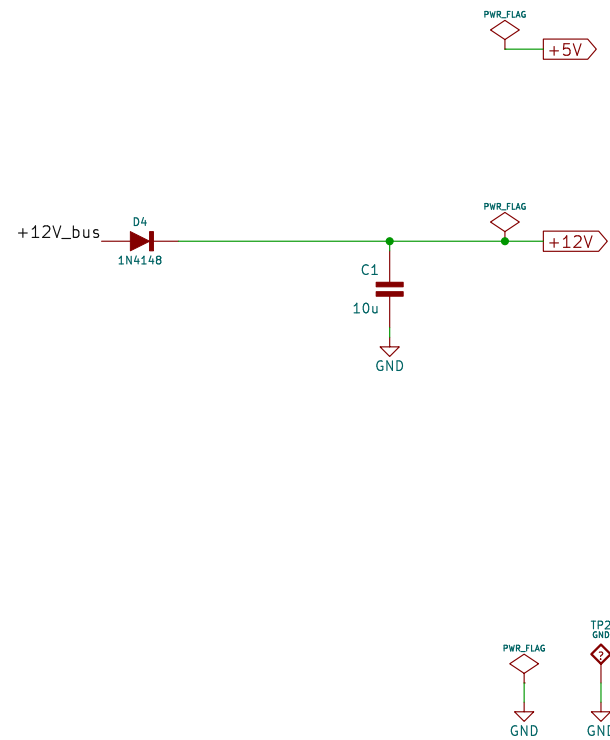 PWR_FLAG
+5V
PWR_FLAG
D4
+12V_bus
+12V
1N4148
C1
10u
GND
TP2
GND
PWR_FLAG
?
GND
GND